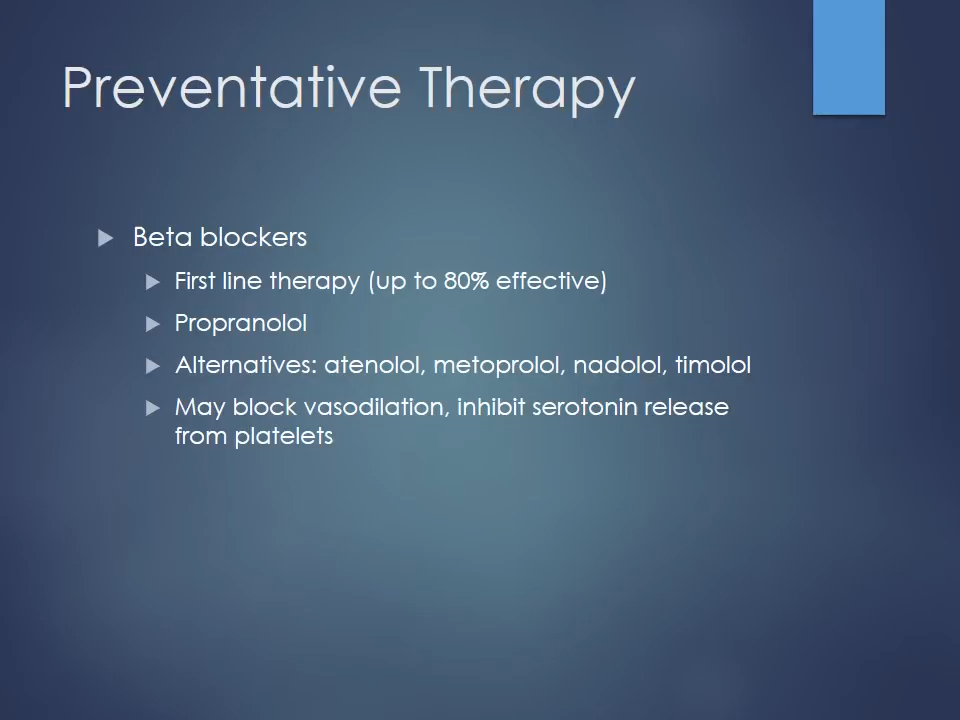 Preventative Therapy
Beta blockers
First line therapy (up to 80% effective)
Propranolol
Alternatives: atenolol, metoprolol, nadolol, timolol
May block vasodilation, inhibit serotonin release
from platelets